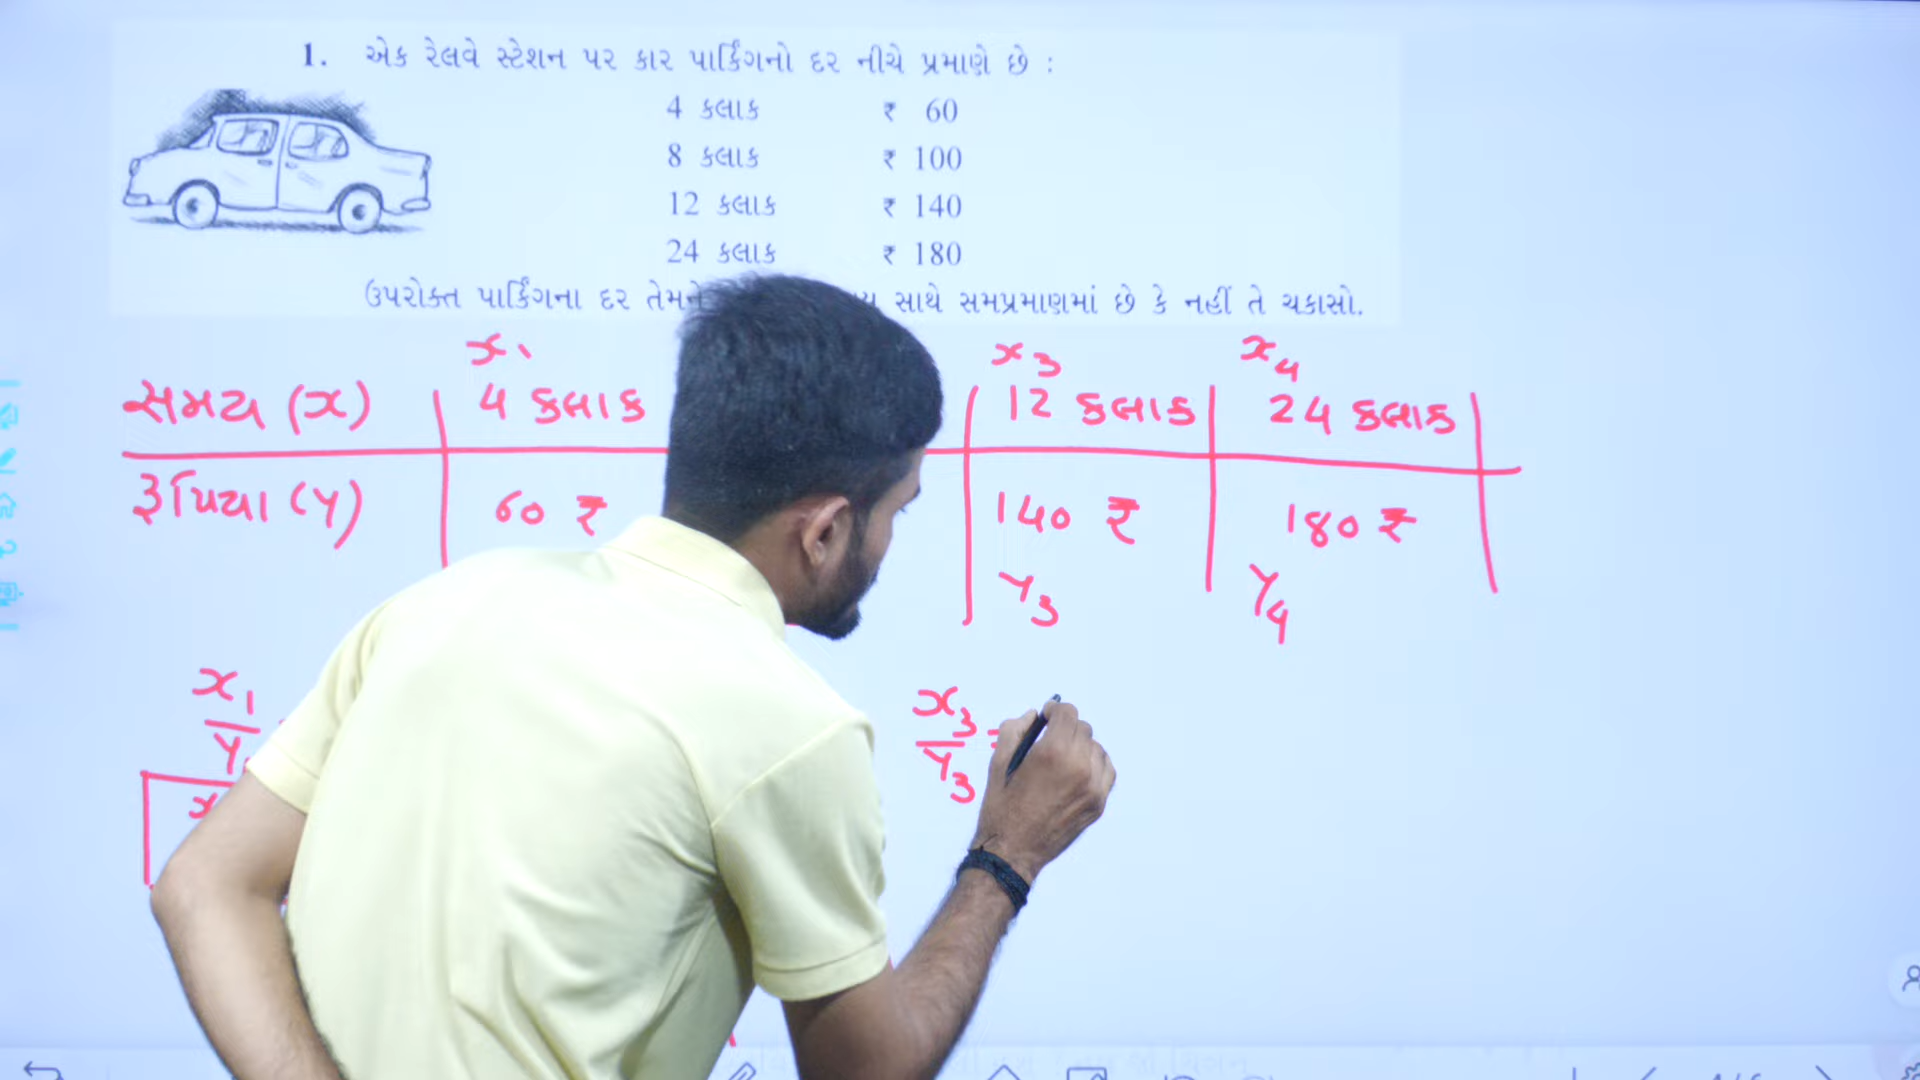 1. એક રેલવે સ્ટેશન પર કાર પાર્કિંગનો દર નીચે પ્રમાણે છે :
4 કલાક ₹ 60
8 કલાક ₹ 100
12 કલાક ₹ 140
24 કલાક ₹ 180
ઉપરોક્ત પાર્કિંગના દર સાથે સમપ્રમાણમાં છે કે નહીં તે ચકાસો.
x₁ x₃ x₄
સમય (x) 4 કલાક 12 કલાક 24 કલાક
રૂપિયા (y) 60 ₹ 140 ₹ 180 ₹
y₃ y₄
x₁ x₃
y y₃ =
x